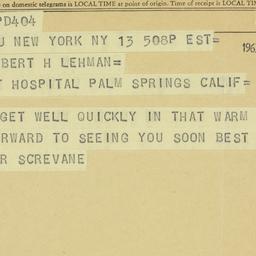 e on domestic telegrams is LOCAL TIME at point of origin. Time of receipt is LOCAL TIM
PD404
U NEW YORK NY 13 508P EST=
196
BERT H LEHMAN=
T HOSPITAL PALM SPRINGS CALIF=
GET WELL QUICKLY IN THAT WARM
RWARD TO SEEING YOU SOON BEST
R SCREVANE